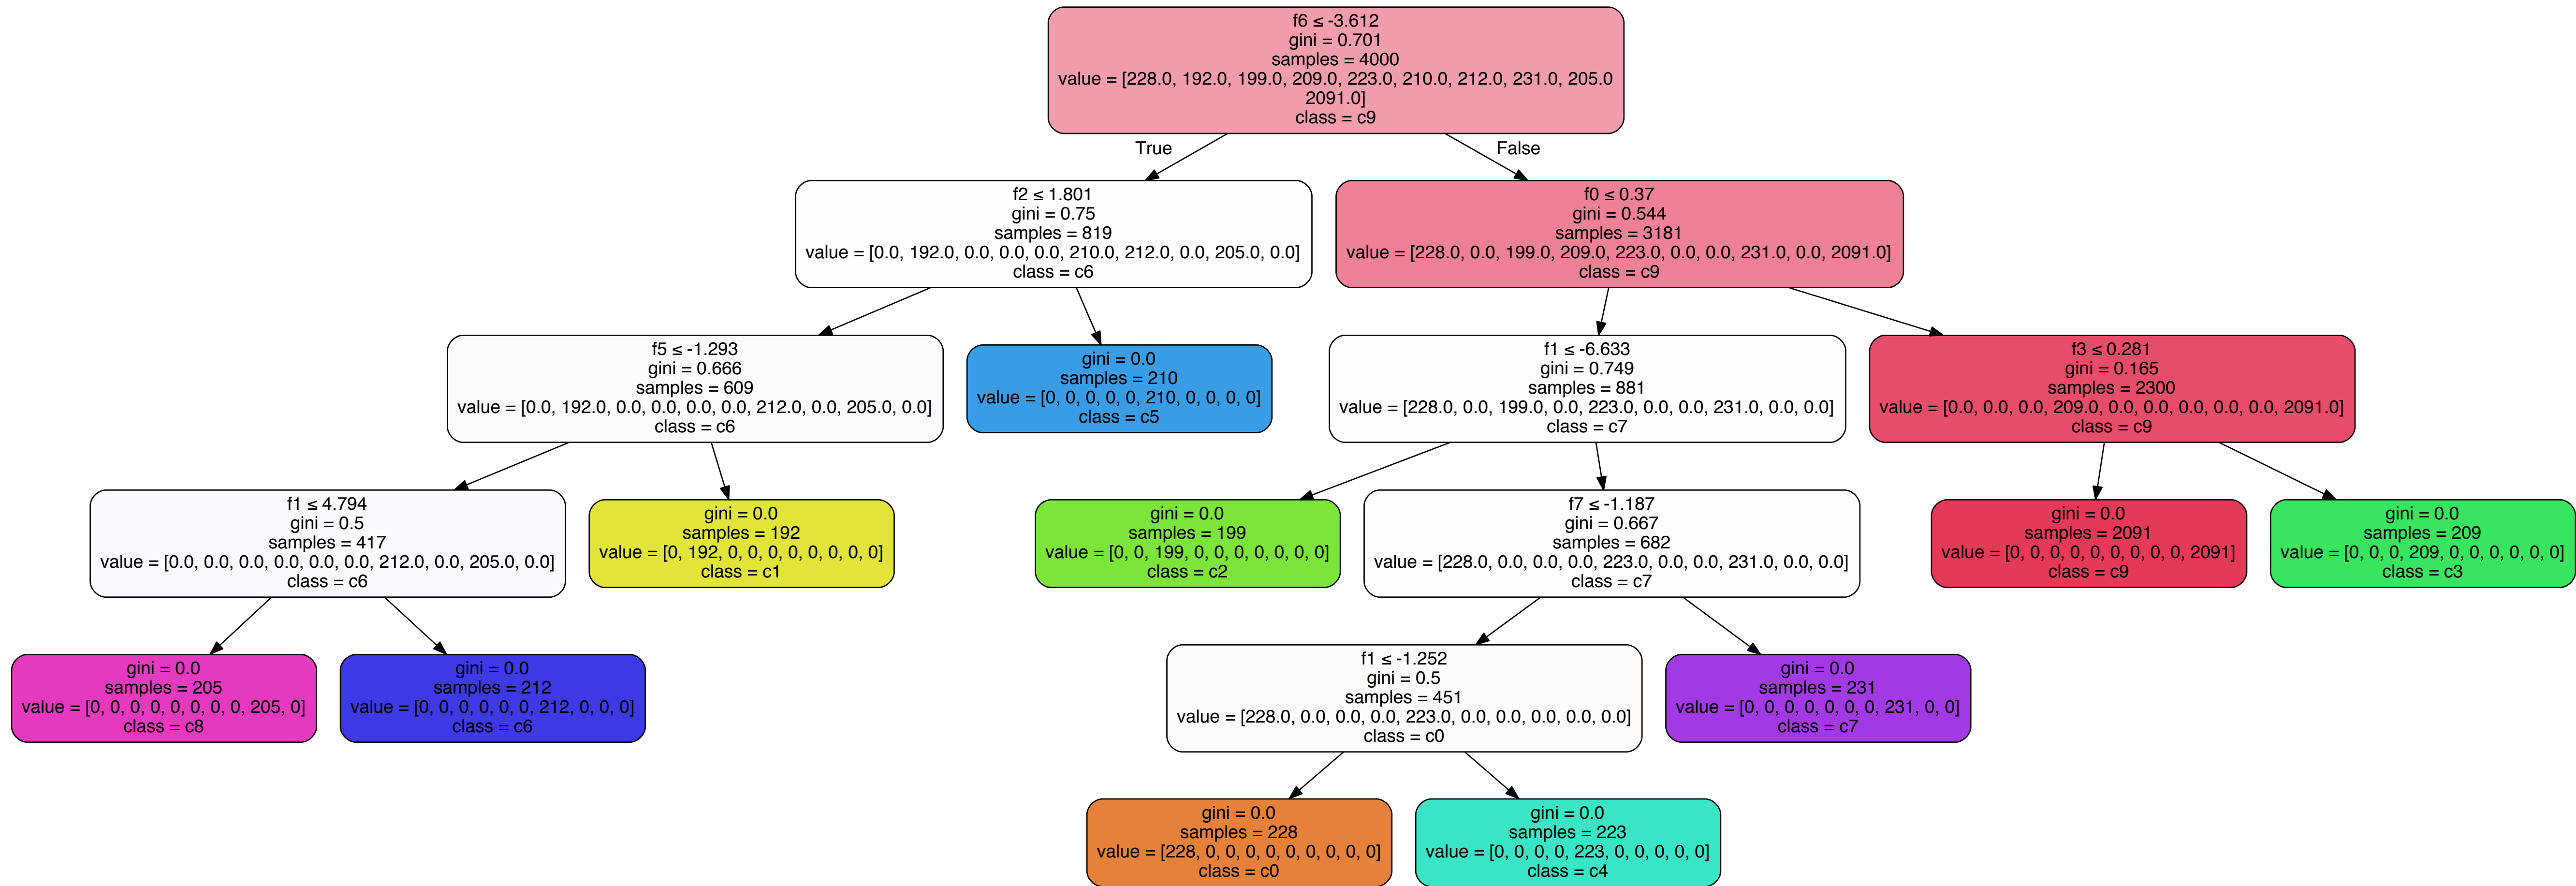 f6 ≤ -3.612
gini = 0.701
samples = 4000
value = [228.0, 192.0, 199.0, 209.0, 223.0, 210.0, 212.0, 231.0, 205.0
2091.0]
class = c9
True
False
f2 ≤ 1.801
gini = 0.75
samples = 819
value = [0.0, 192.0, 0.0, 0.0, 0.0, 210.0, 212.0, 0.0, 205.0, 0.0]
class = c6
f0 ≤ 0.37
gini = 0.544
samples = 3181
value = [228.0, 0.0, 199.0, 209.0, 223.0, 0.0, 0.0, 231.0, 0.0, 2091.0]
class = c9
f5 ≤ -1.293
gini = 0.666
samples = 609
value = [0.0, 192.0, 0.0, 0.0, 0.0, 0.0, 212.0, 0.0, 205.0, 0.0]
class = c6
gini = 0.0
samples = 210
value = [0, 0, 0, 0, 0, 210, 0, 0, 0, 0]
class = c5
f1 ≤ -6.633
gini = 0.749
samples = 881
value = [228.0, 0.0, 199.0, 0.0, 223.0, 0.0, 0.0, 231.0, 0.0, 0.0]
class = c7
f3 ≤ 0.281
gini = 0.165
samples = 2300
value = [0.0, 0.0, 0.0, 209.0, 0.0, 0.0, 0.0, 0.0, 0.0, 2091.0]
class = c9
f1 ≤ 4.794
gini = 0.5
samples = 417
value = [0.0, 0.0, 0.0, 0.0, 0.0, 0.0, 212.0, 0.0, 205.0, 0.0]
class = c6
gini = 0.0
samples = 192
value = [0, 192, 0, 0, 0, 0, 0, 0, 0, 0]
class = c1
gini = 0.0
samples = 199
value = [0, 0, 199, 0, 0, 0, 0, 0, 0, 0]
class = c2
f7 ≤ -1.187
gini = 0.667
samples = 682
value = [228.0, 0.0, 0.0, 0.0, 223.0, 0.0, 0.0, 231.0, 0.0, 0.0]
class = c7
gini = 0.0
samples = 2091
value = [0, 0, 0, 0, 0, 0, 0, 0, 0, 2091]
class = c9
gini = 0.0
samples = 209
value = [0, 0, 0, 209, 0, 0, 0, 0, 0, 0]
class = c3
gini = 0.0
samples = 205
value = [0, 0, 0, 0, 0, 0, 0, 0, 205, 0]
class = c8
gini = 0.0
samples = 212
value = [0, 0, 0, 0, 0, 0, 212, 0, 0, 0]
class = c6
f1 ≤ -1.252
gini = 0.5
samples = 451
value = [228.0, 0.0, 0.0, 0.0, 223.0, 0.0, 0.0, 0.0, 0.0, 0.0]
class = c0
gini = 0.0
samples = 231
value = [0, 0, 0, 0, 0, 0, 0, 231, 0, 0]
class = c7
gini = 0.0
samples = 228
value = [228, 0, 0, 0, 0, 0, 0, 0, 0, 0]
class = c0
gini = 0.0
samples = 223
value = [0, 0, 0, 0, 223, 0, 0, 0, 0, 0]
class = c4